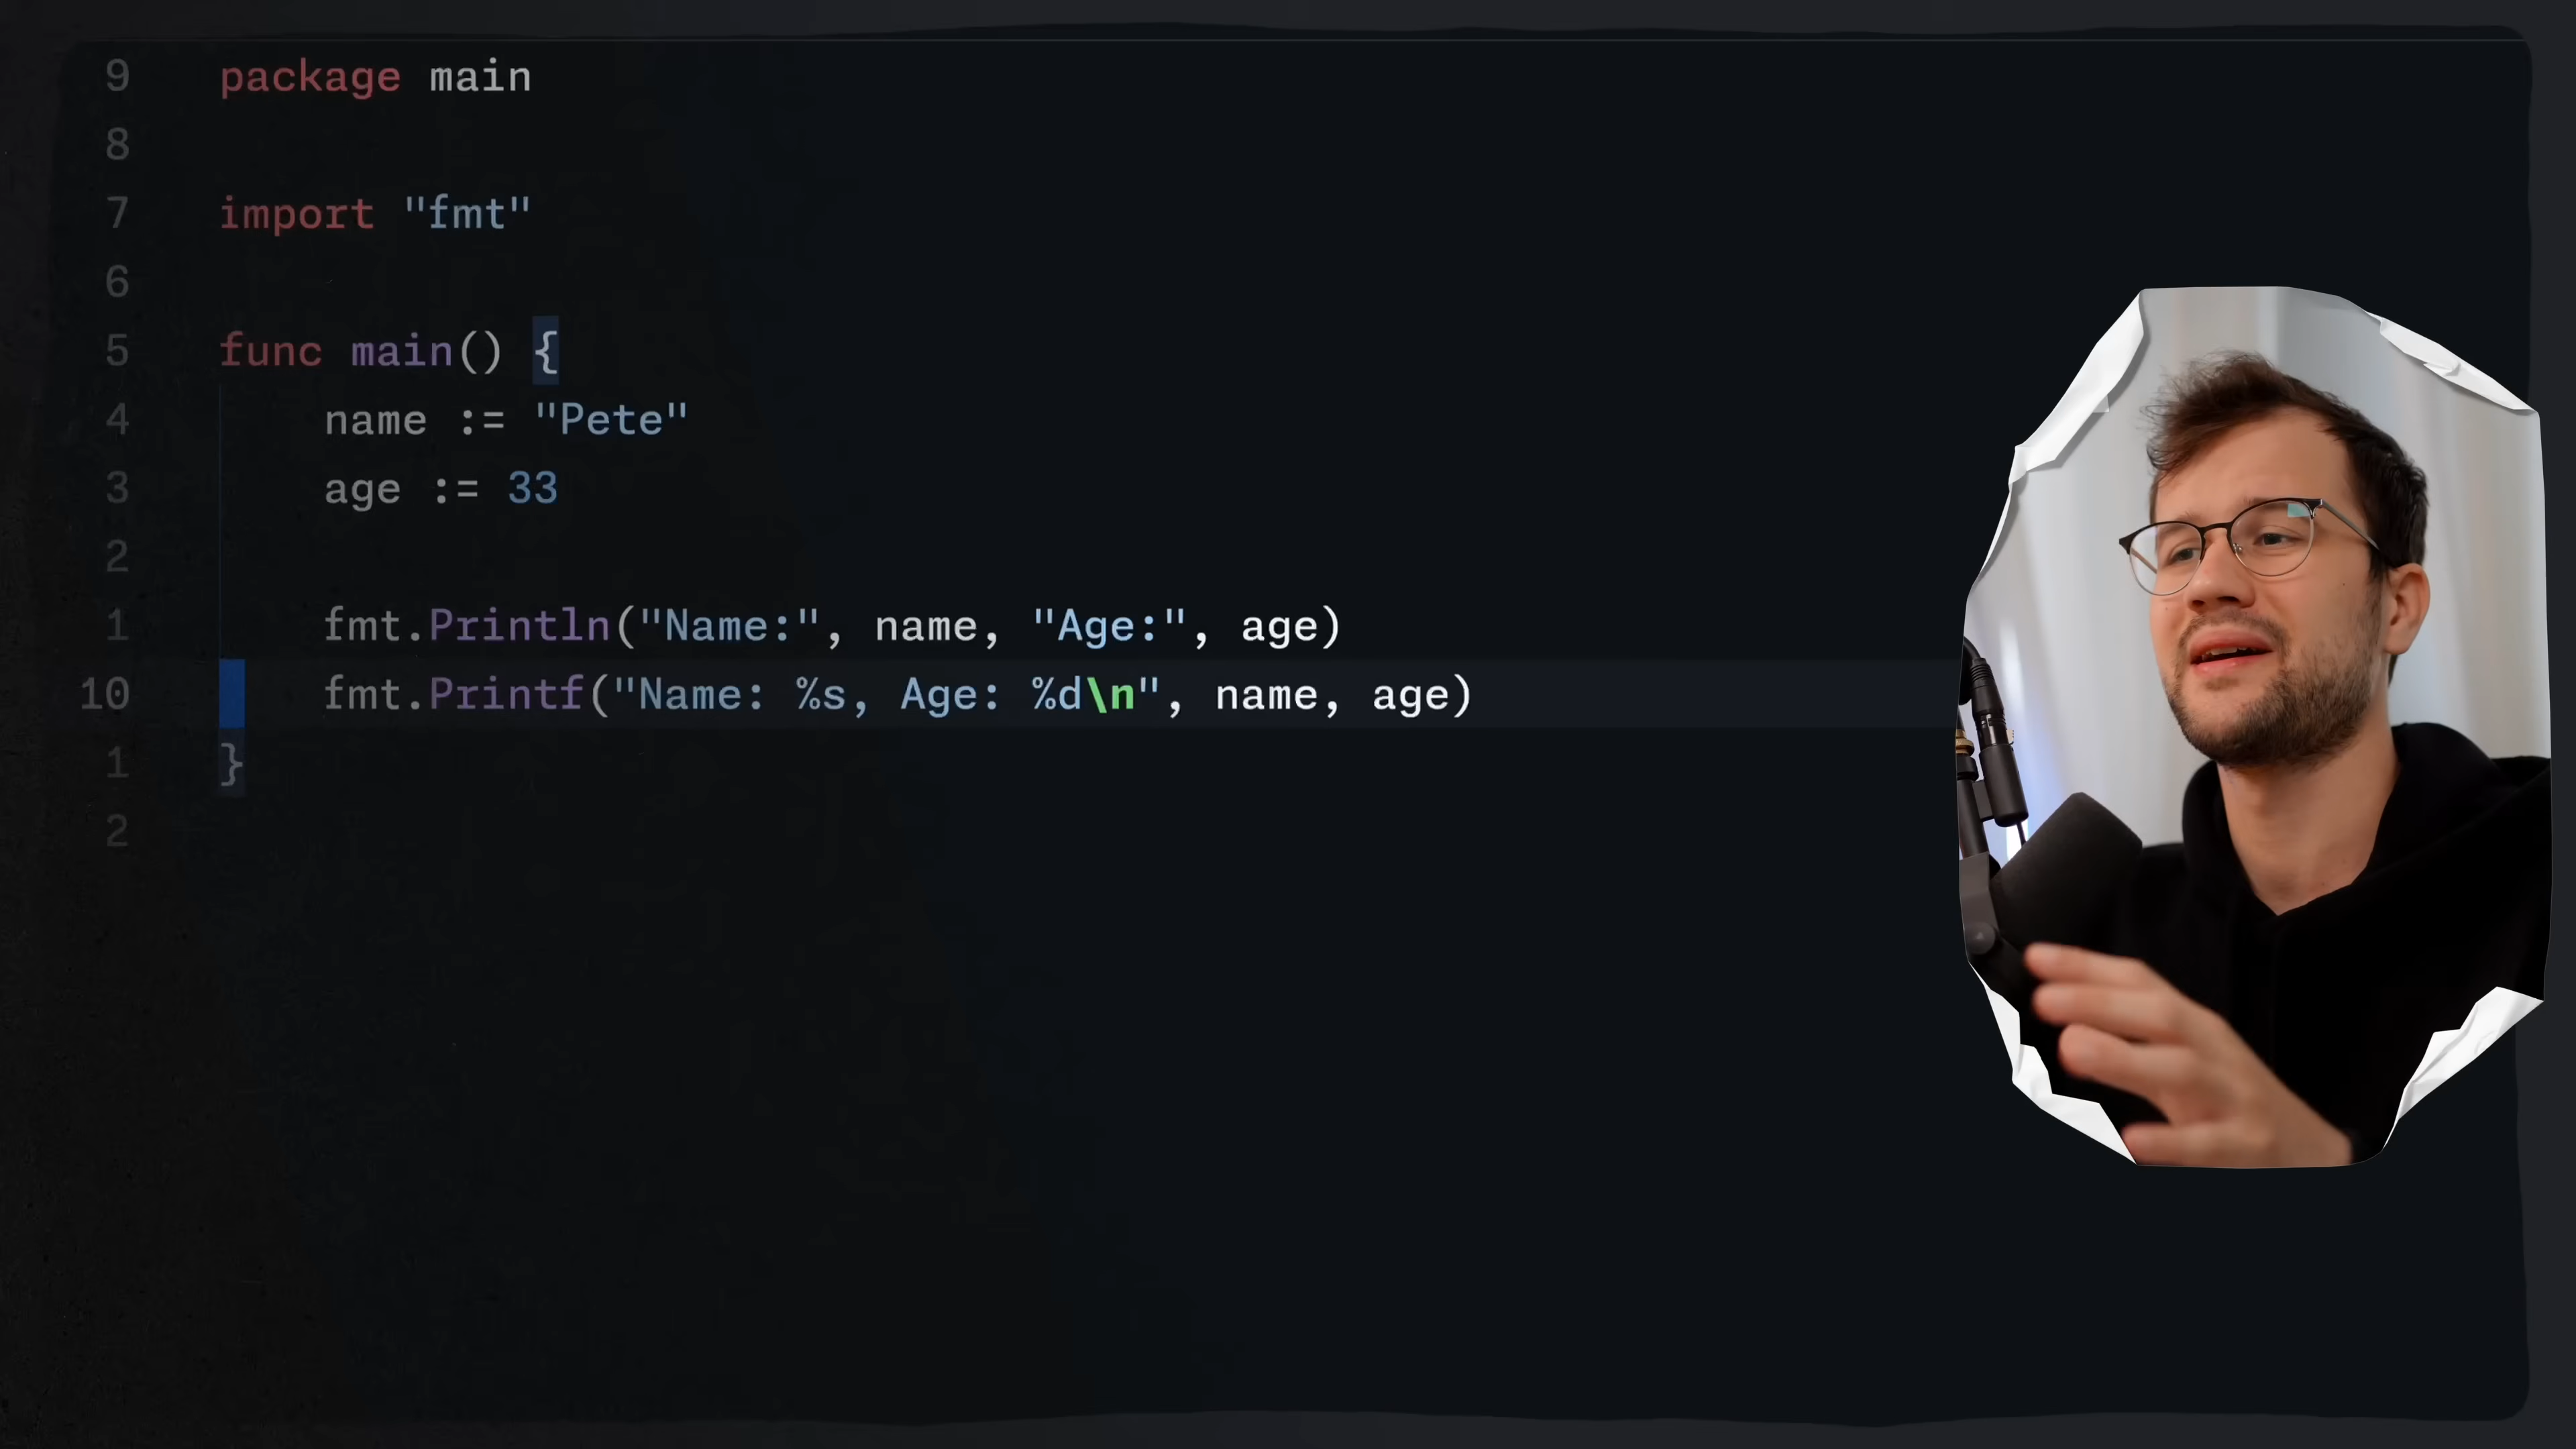 9 package main
8
7 import "fmt"
6
5 func main() {
4 name := "Pete"
3 age := 33
2
1 fmt.Println("Name:", name, "Age:", age)
10 fmt.Printf("Name: %s, Age: %d\n", name, age)
1 }
2